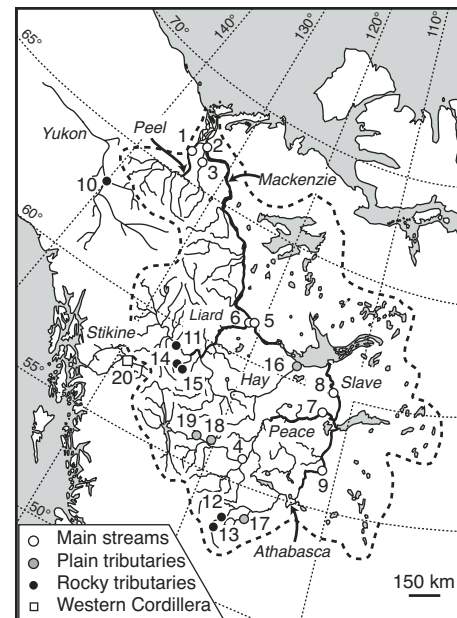 70°
140°
130°
120°
110°
65°
Yukon
Peel
1
2
3
Mackenzie
10
60°
Liard
6
5
Stikine
11
14
15
20
16
Hay
8
Slave
55°
7
Peace
19
18
4
9
12
13
17
50°
Athabasca
Main streams
Plain tributaries
Rocky tributaries
Western Cordillera
150 km